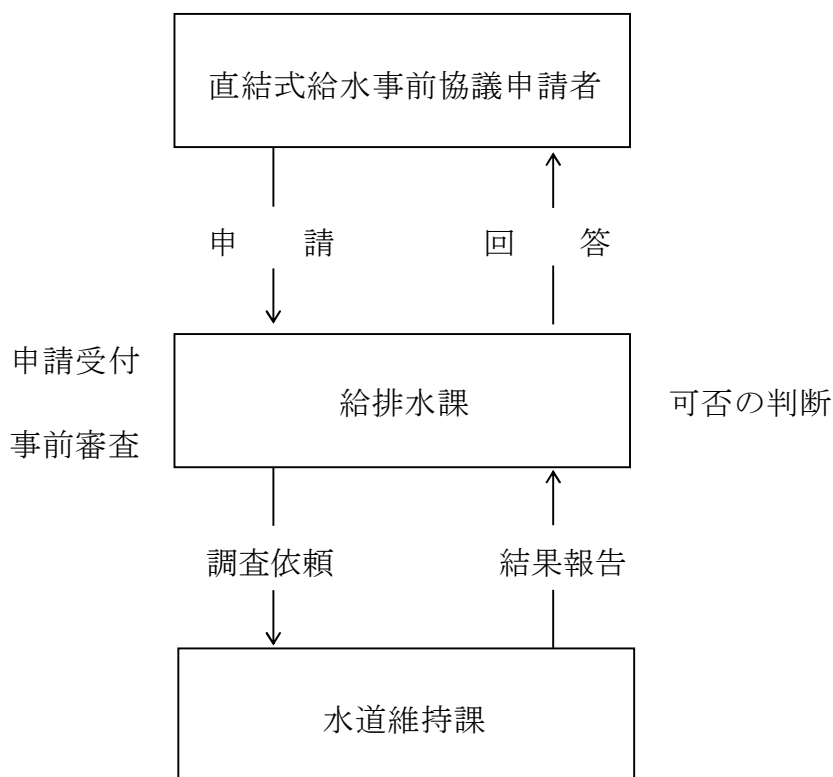 直結式給水事前協議申請者
申　　請
回　　答
申請受付
給排水課
可否の判断
事前審査
調査依頼
結果報告
水道維持課